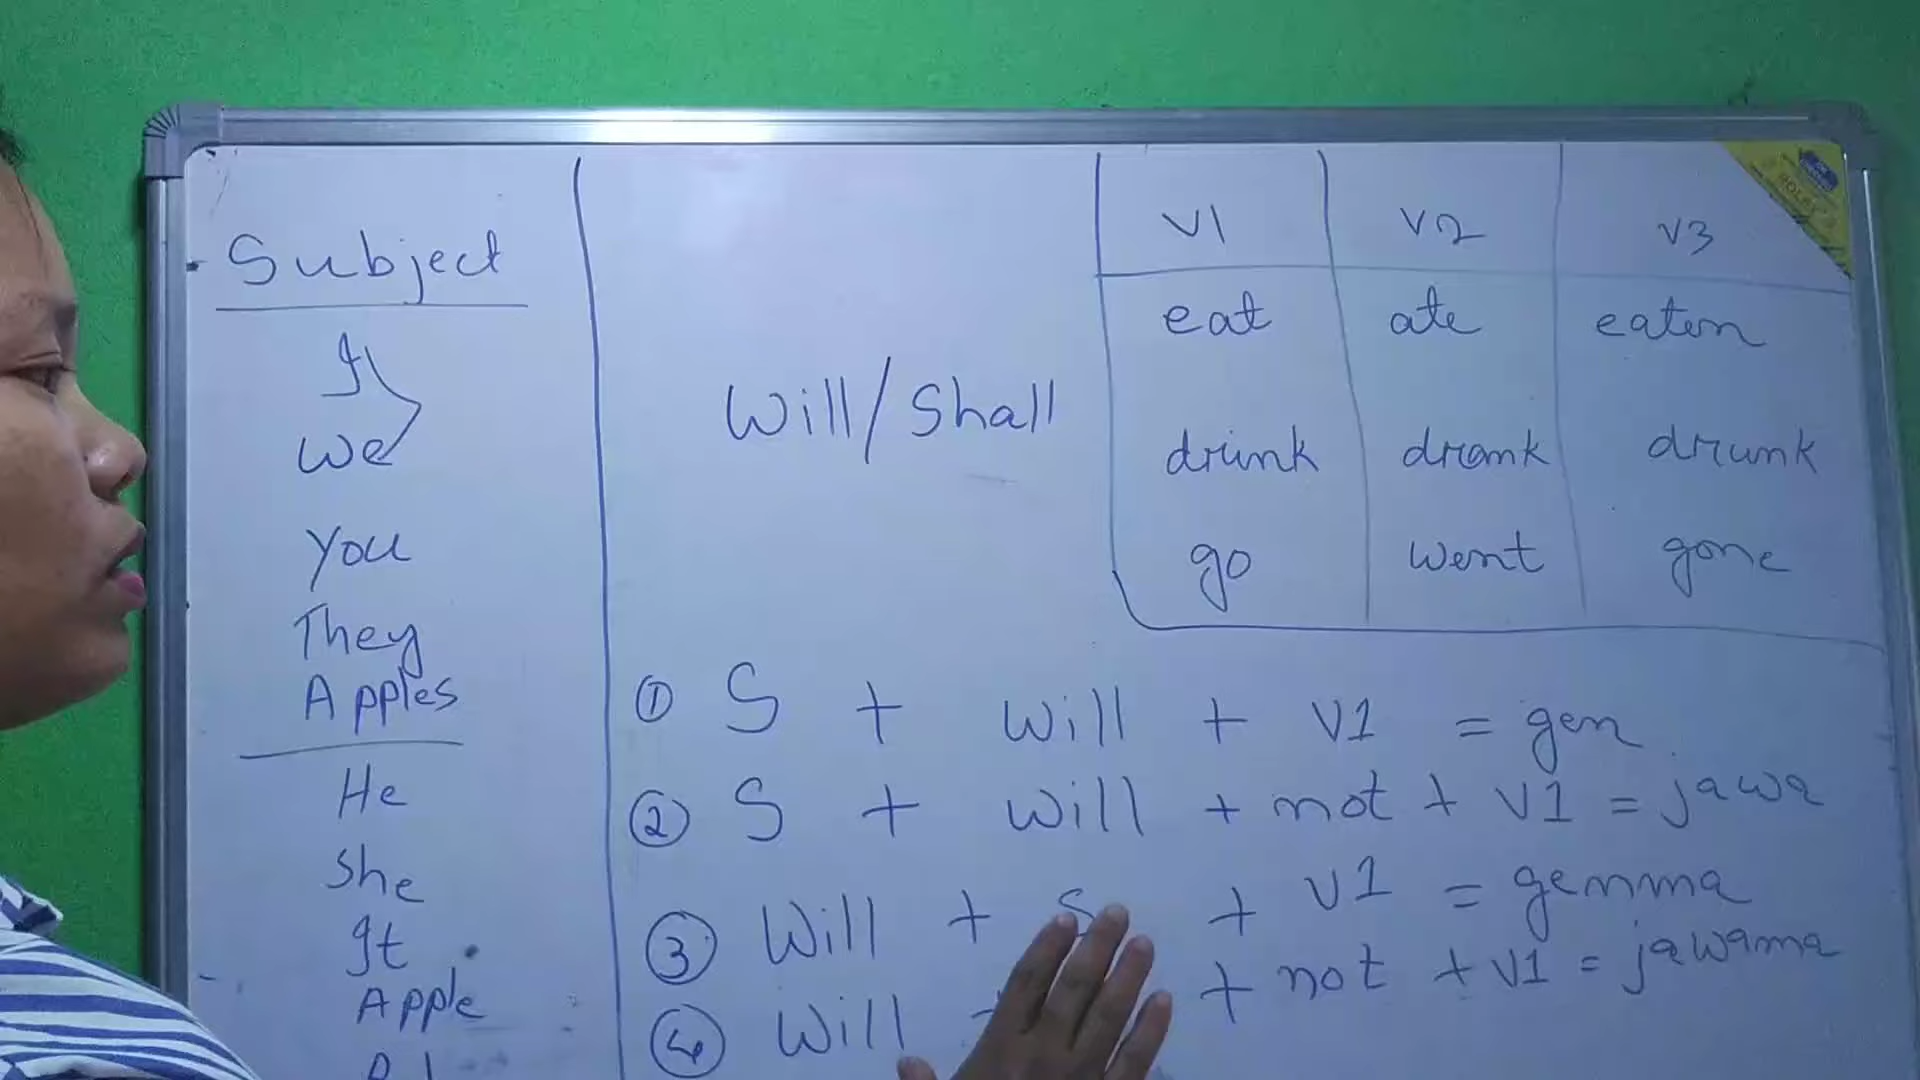 Subject
I
We
You
They
Apples
He
She
It
Apple
Will/Shall
V1 V2 V3
eat ate eaten
drink drank drunk
go went gone
① S + Will + V1 = gen
② S + Will + not + V1 = jawa
③ Will + S + V1 = genma
④ Will + not + V1 = jawama